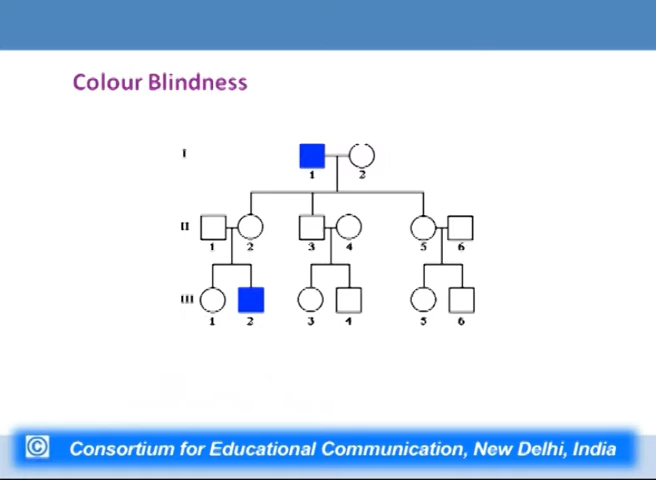 Colour Blindness
I
1 2
II
1 2 3 4 5 6
III
1 2 3 4 5 6
© Consortium for Educational Communication, New Delhi, India